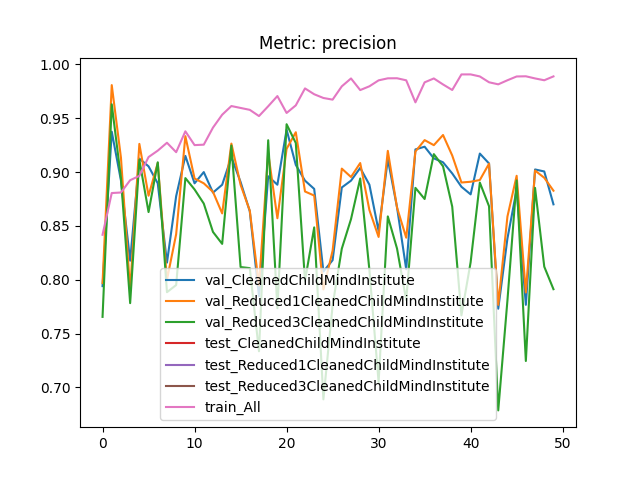 Metric: precision
1.00
0.95
0.90
0.85
0.80
0.75
0.70
val_CleanedChildMindInstitute
val_Reduced1CleanedChildMindInstitute
val_Reduced3CleanedChildMindInstitute
test_CleanedChildMindInstitute
test_Reduced1CleanedChildMindInstitute
test_Reduced3CleanedChildMindInstitute
train_All
0 10 20 30 40 50